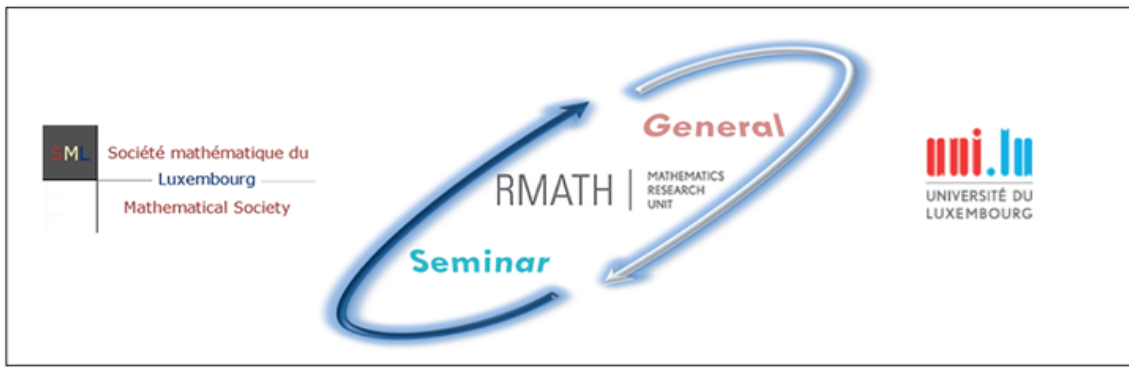 SML
Société mathématique du
Luxembourg
Mathematical Society
General
RMATH
MATHEMATICS
RESEARCH
UNIT
Seminar
uni.lu
UNIVERSITÉ DU
LUXEMBOURG